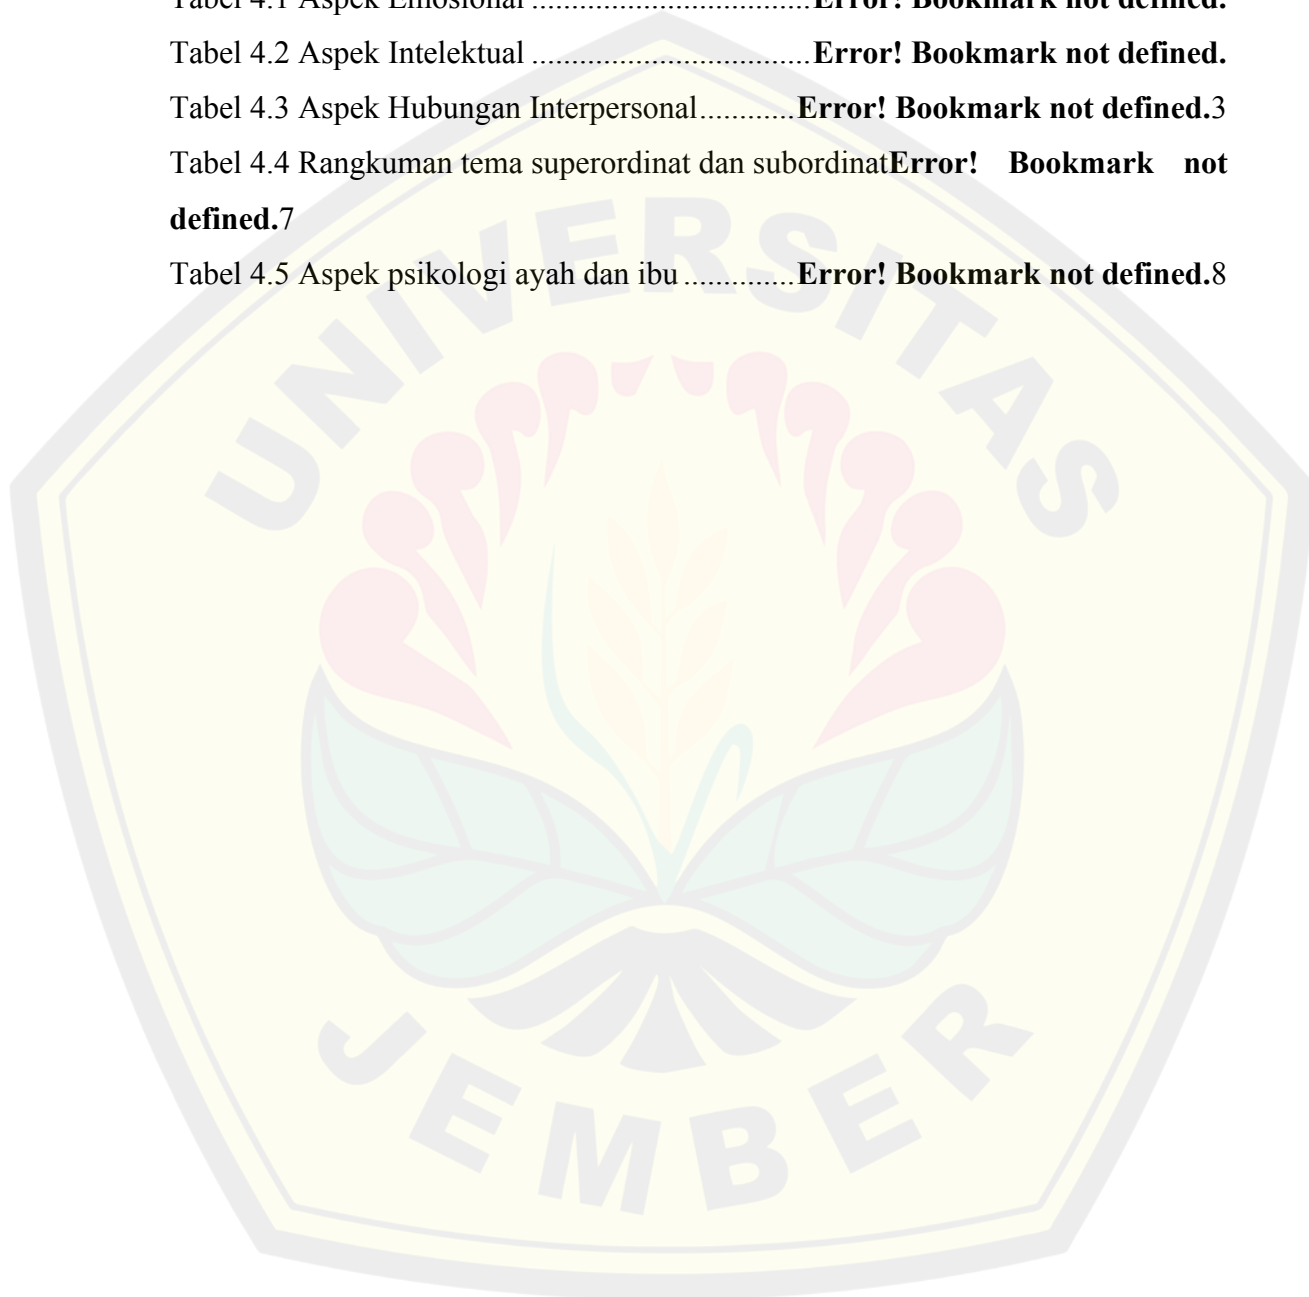 Tabel 4.1 Aspek Emosional ................................... Error! Bookmark not defined.
Tabel 4.2 Aspek Intelektual ................................... Error! Bookmark not defined.
Tabel 4.3 Aspek Hubungan Interpersonal............ Error! Bookmark not defined.3
Tabel 4.4 Rangkuman tema superordinat dan subordinatError! Bookmark not
defined.7
Tabel 4.5 Aspek psikologi ayah dan ibu .............. Error! Bookmark not defined.8
UNIVERSITAS
JEMBER